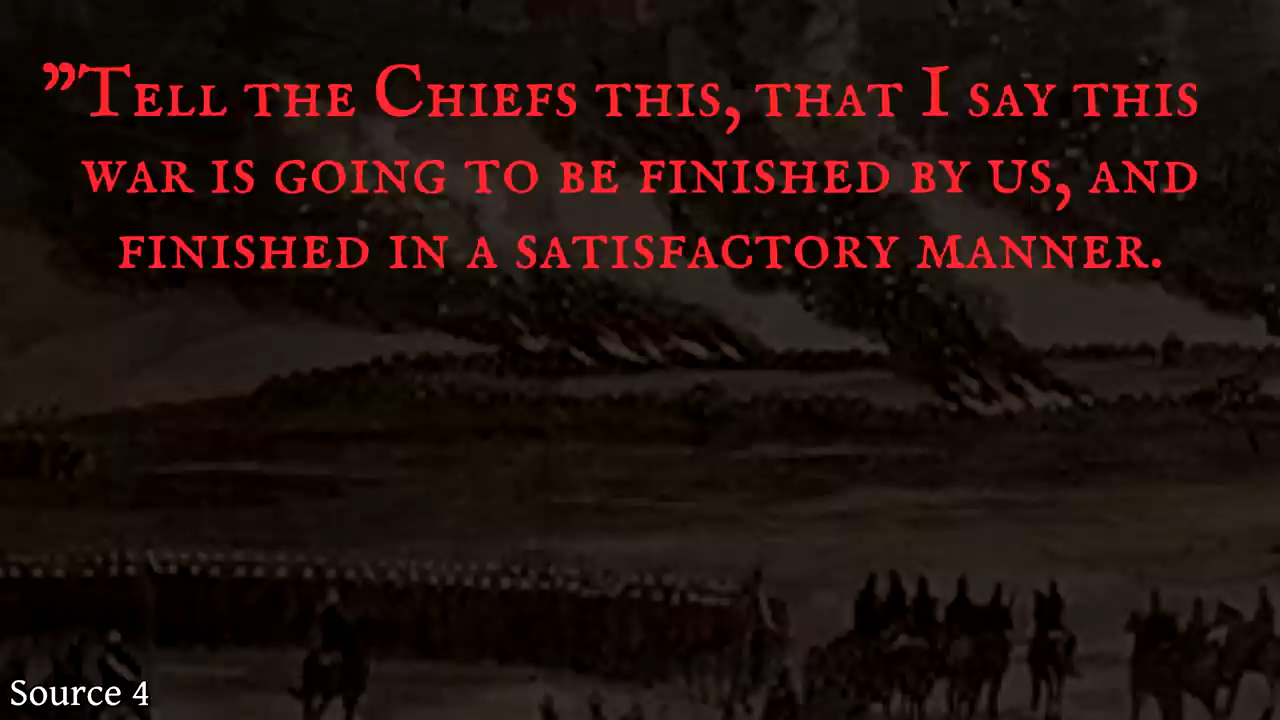 ”Tell the Chiefs this, that I say this
war is going to be finished by us, and
finished in a satisfactory manner.
Source 4